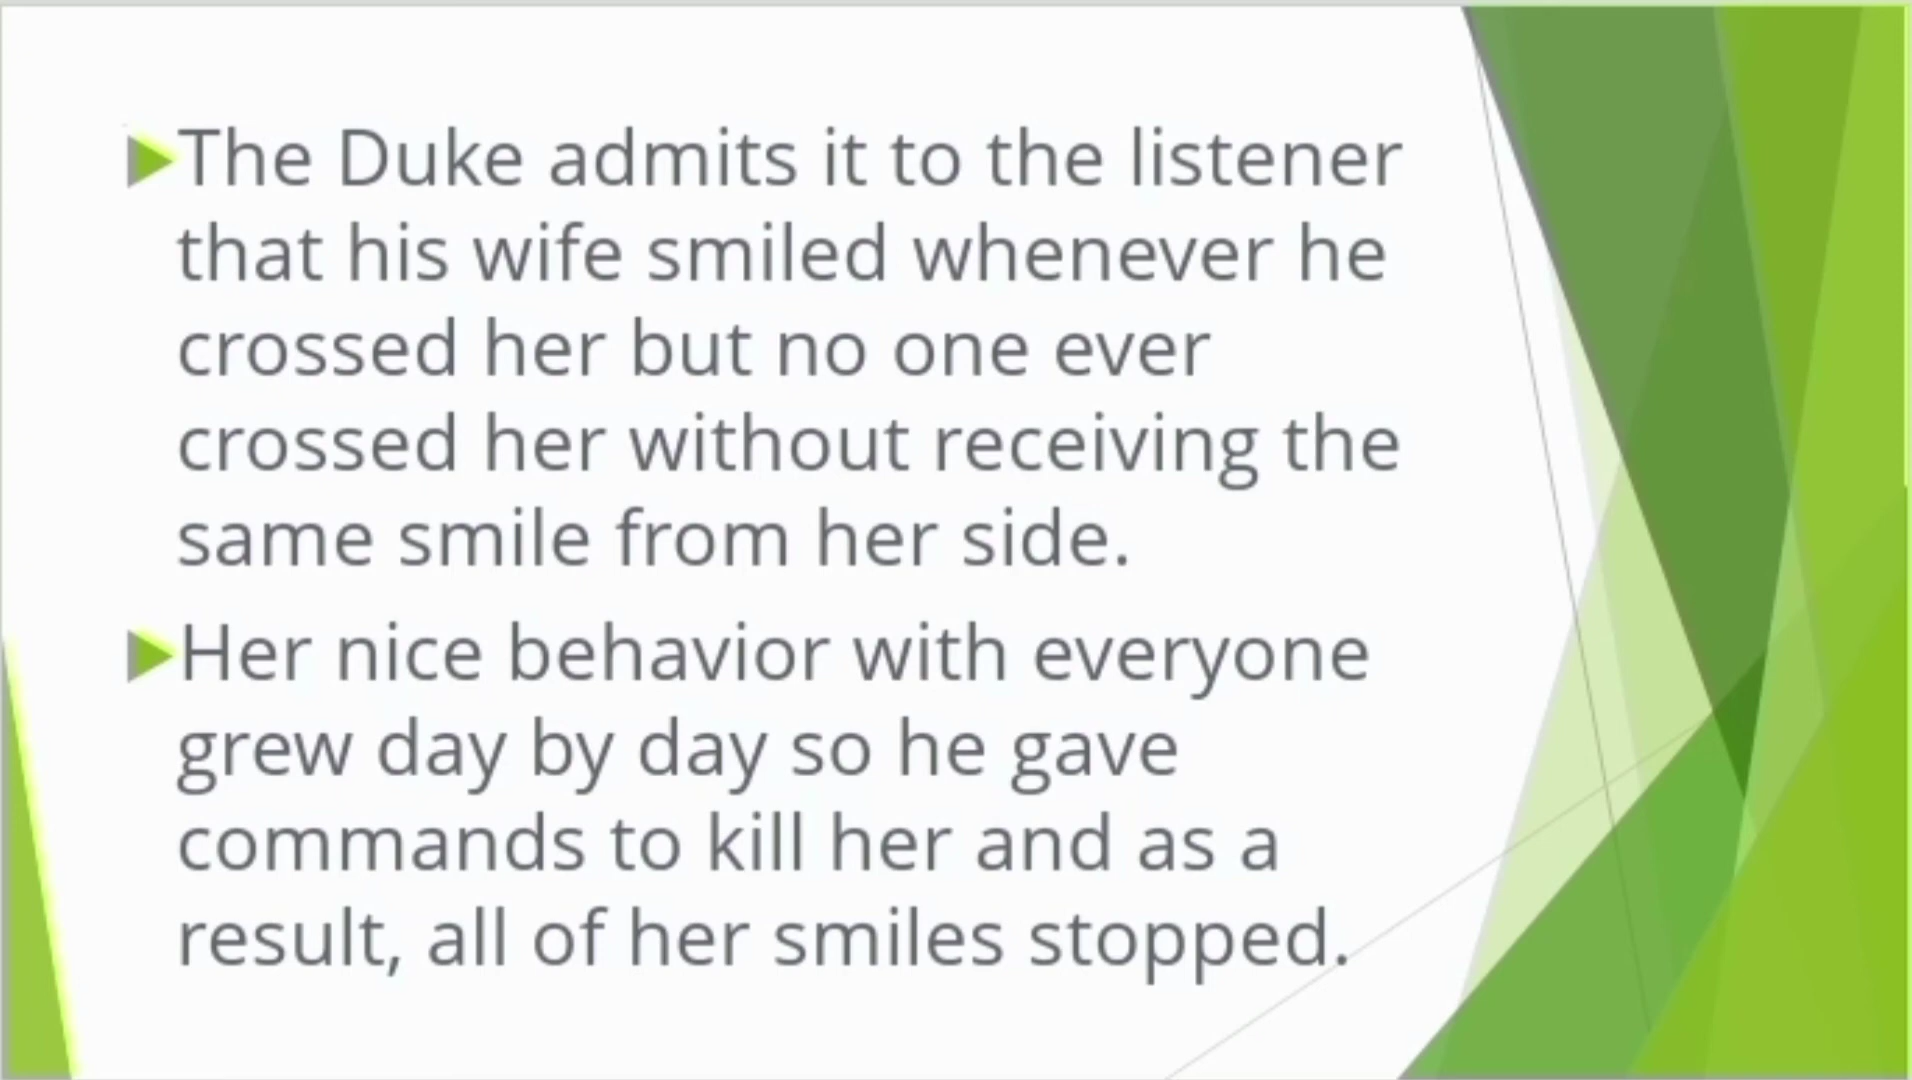 The Duke admits it to the listener
that his wife smiled whenever he
crossed her but no one ever
crossed her without receiving the
same smile from her side.
Her nice behavior with everyone
grew day by day so he gave
commands to kill her and as a
result, all of her smiles stopped.